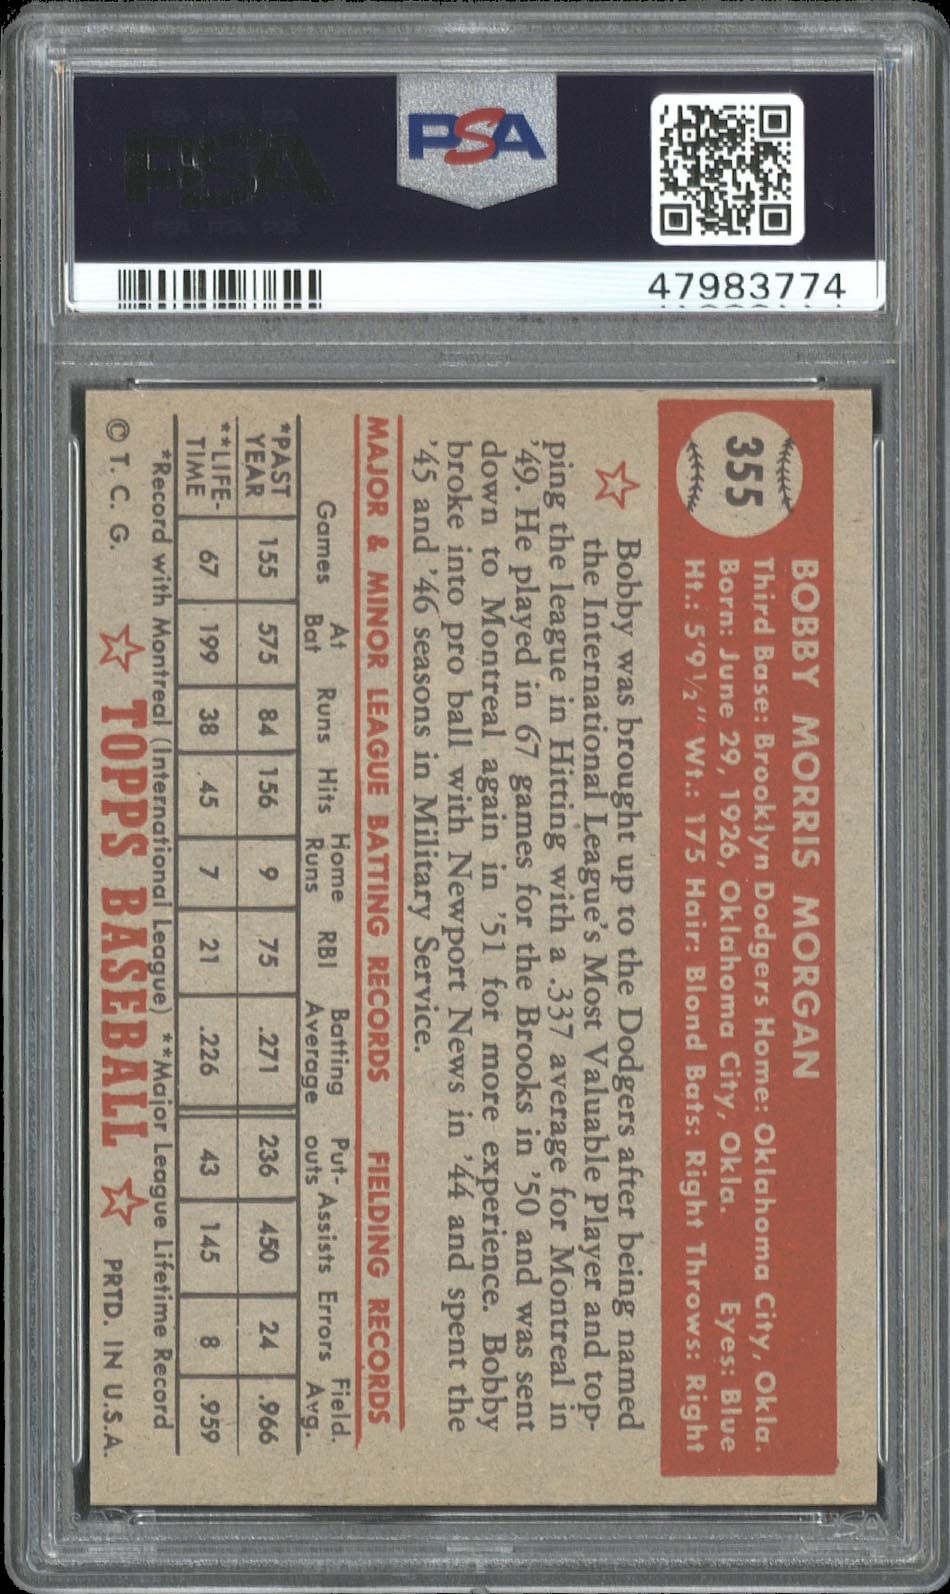 PSA
47983774
355
BOBBY MORRIS MORGAN
Third Base: Brooklyn Dodgers Home: Oklahoma City, Okla.
Born: June 29, 1926, Oklahoma City, Okla. Eyes: Blue
Ht.: 5'9½" Wt.: 175 Hair: Blond Bats: Right Throws: Right
Bobby was brought up to the Dodgers after being named
the International League's Most Valuable Player and top-
ping the league in Hitting with a .337 average for Montreal in
'49. He played in 67 games for the Brooks in '50 and was sent
down to Montreal again in '51 for more experience. Bobby
broke into pro ball with Newport News in '44 and spent the
'45 and '46 seasons in Military Service.
MAJOR & MINOR LEAGUE BATTING RECORDS FIELDING RECORDS
Games At Bat Runs Hits Home Runs RBI Batting Average Put-outs Assists Errors Field. Avg.
*PAST YEAR 155 575 84 156 9 75 .271 236 450 24 .966
**LIFE-TIME 67 199 38 45 7 21 .226 43 145 8 .959
*Record with Montreal (International League) **Major League Lifetime Record
© T. C. G. TOPPS BASEBALL PRTD. IN U.S.A.